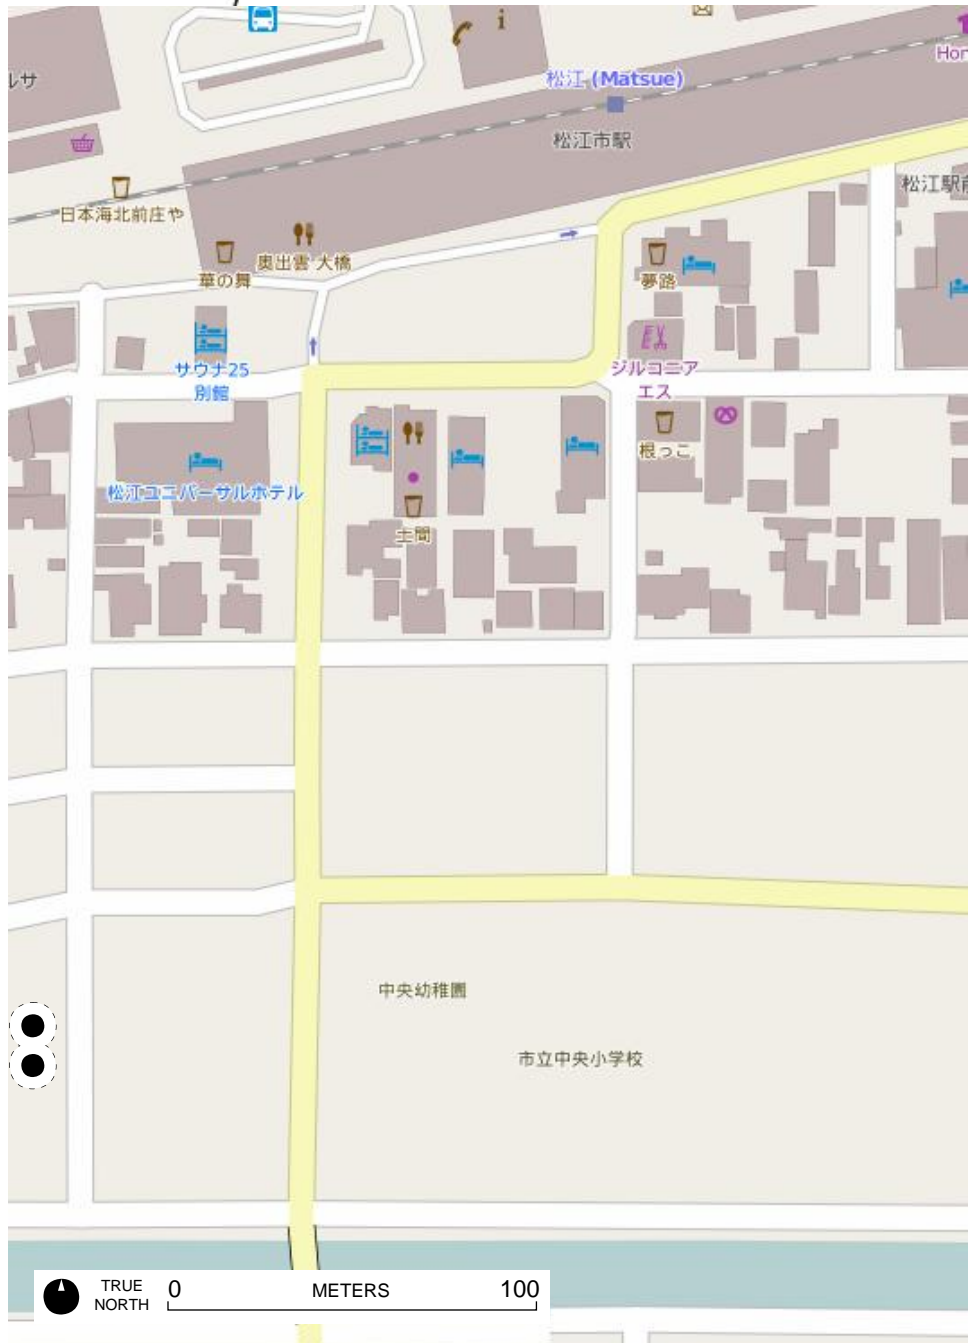 i
松江 (Matsue)
ルサ
松江市駅
松江駅前
日本海北前庄や
奥出雲 大橋
華の舞
夢路
サウナ25
別館
ジルコニア
エス
根っこ
松江ユニバーサルホテル
土間
中央幼稚園
市立中央小学校
TRUE
NORTH
0 METERS 100